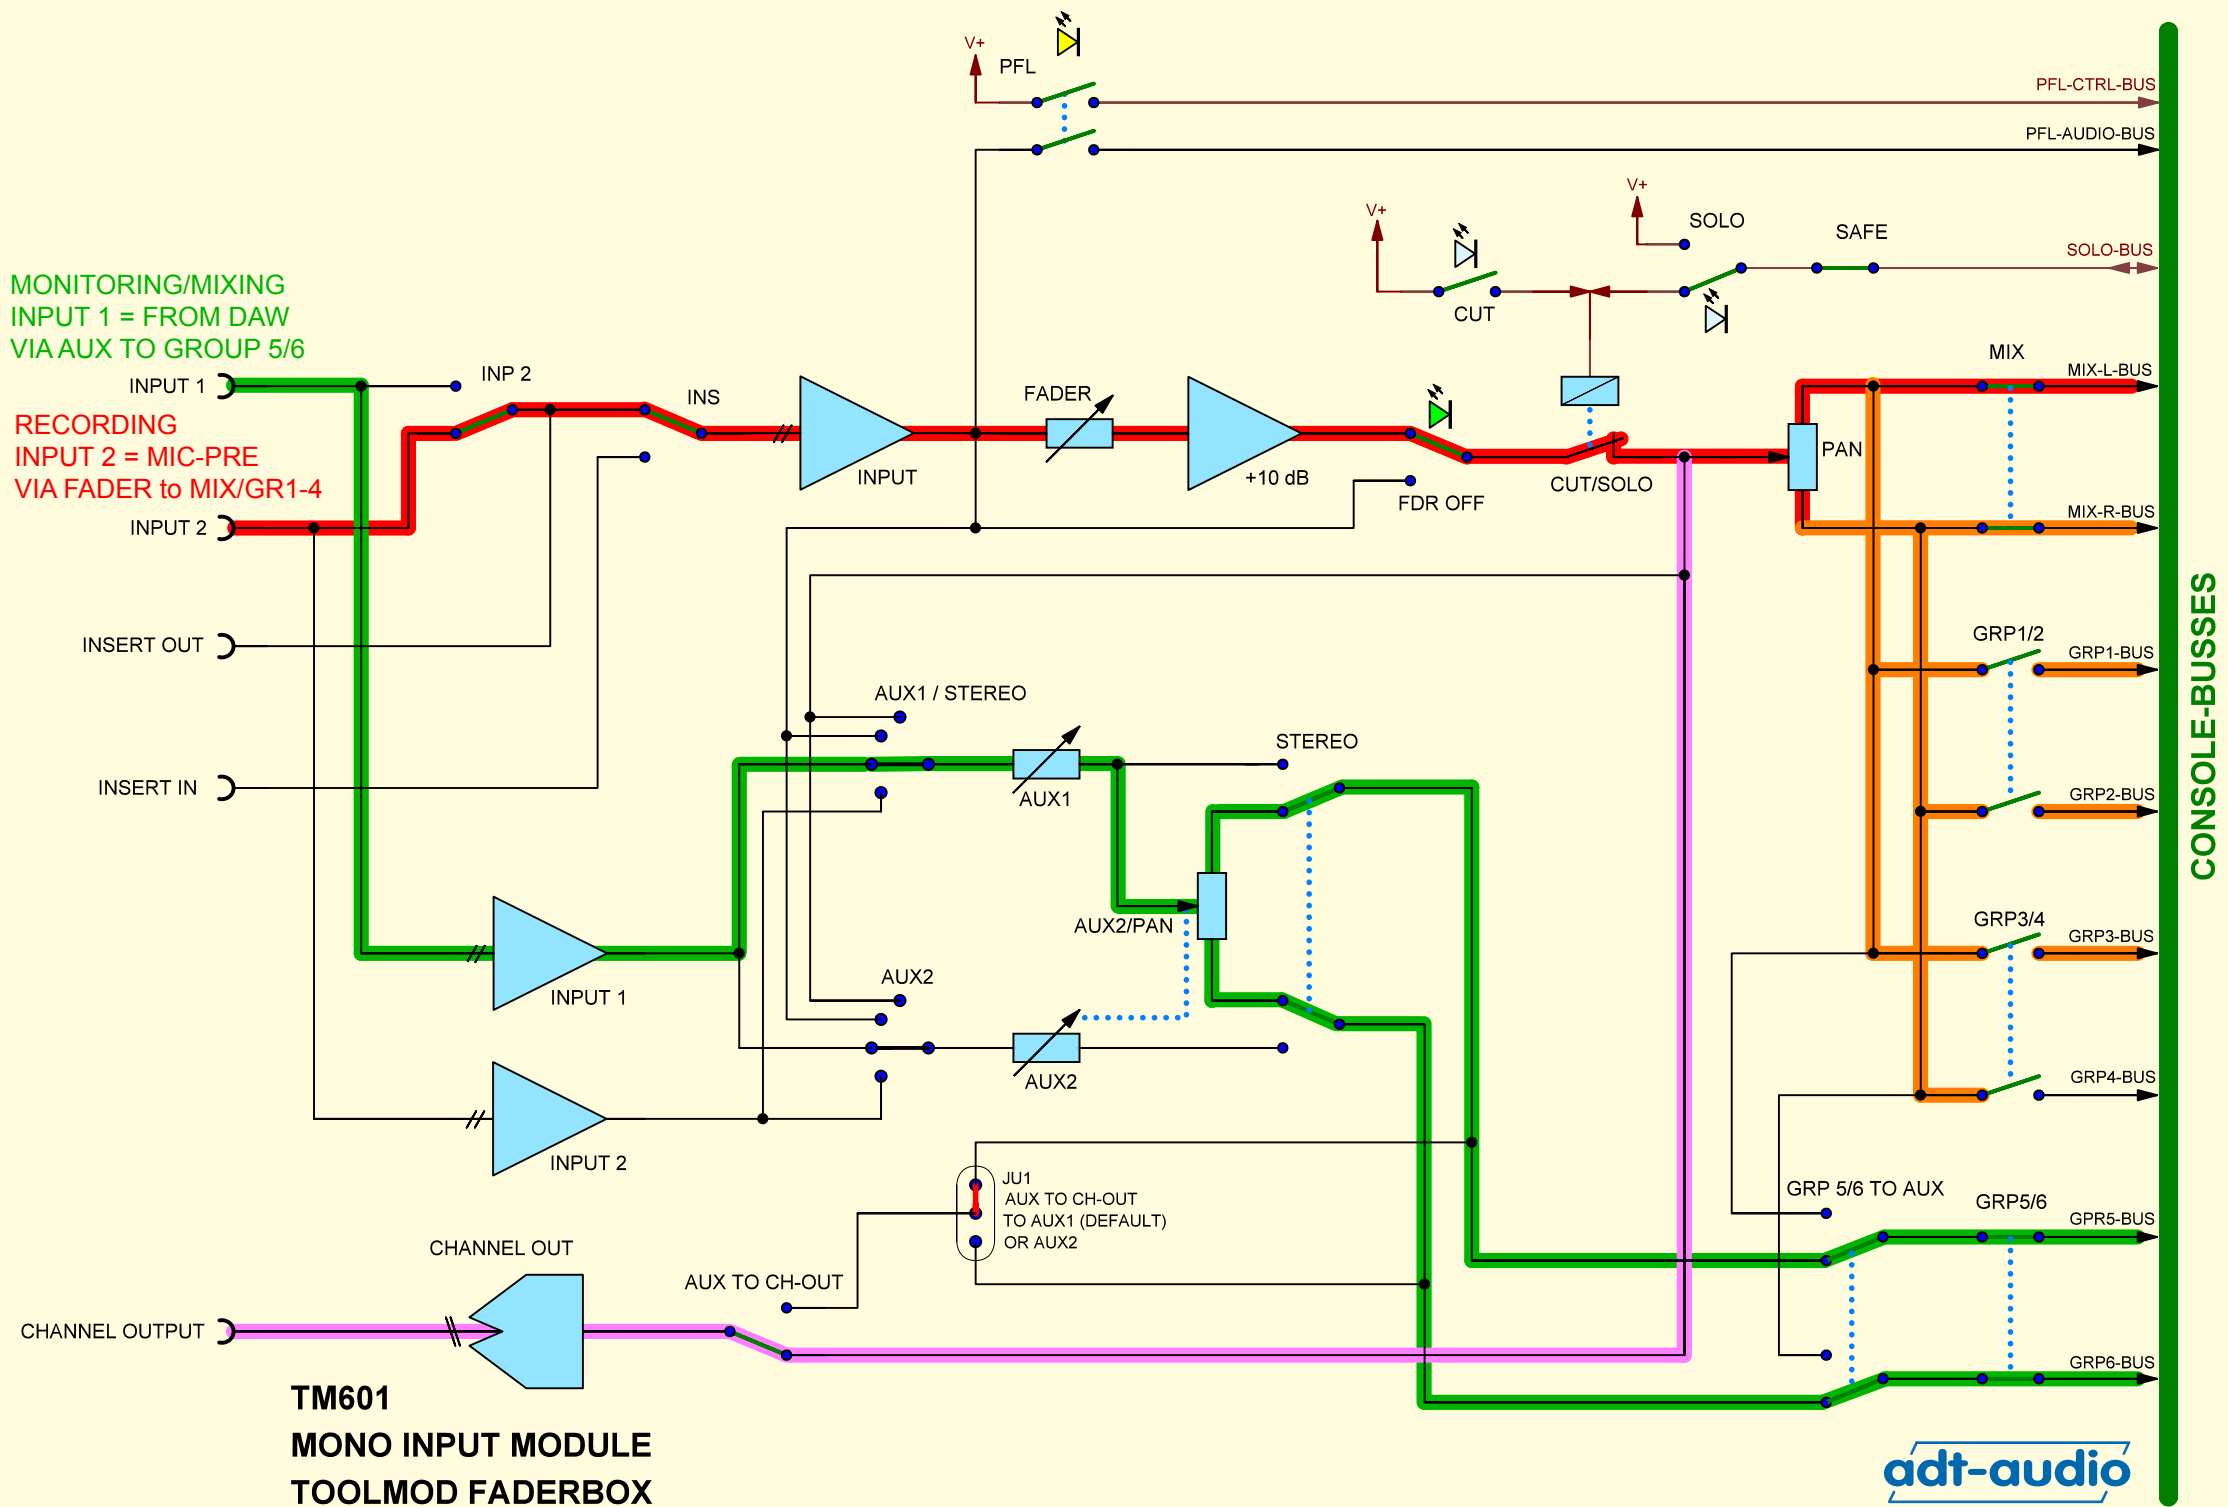 V+
PFL
PFL-CTRL-BUS
PFL-AUDIO-BUS
V+
V+
SOLO
SAFE
SOLO-BUS
CUT
MONITORING/MIXING
INPUT 1 = FROM DAW
VIA AUX TO GROUP 5/6
INPUT 1
INP 2
INS
FADER
MIX
MIX-L-BUS
RECORDING
INPUT 2 = MIC-PRE
VIA FADER to MIX/GR1-4
INPUT 2
INPUT
+10 dB
FDR OFF
CUT/SOLO
PAN
MIX-R-BUS
INSERT OUT
GRP1/2
GRP1-BUS
CONSOLE-BUSSES
AUX1 / STEREO
STEREO
INSERT IN
AUX1
GRP2-BUS
AUX2/PAN
GRP3/4
GRP3-BUS
INPUT 1
AUX2
AUX2
GRP4-BUS
INPUT 2
JU1
AUX TO CH-OUT
TO AUX1 (DEFAULT)
OR AUX2
GRP 5/6 TO AUX
GRP5/6
GPR5-BUS
CHANNEL OUT
AUX TO CH-OUT
CHANNEL OUTPUT
GRP6-BUS
TM601
MONO INPUT MODULE
TOOLMOD FADERBOX
adt-audio